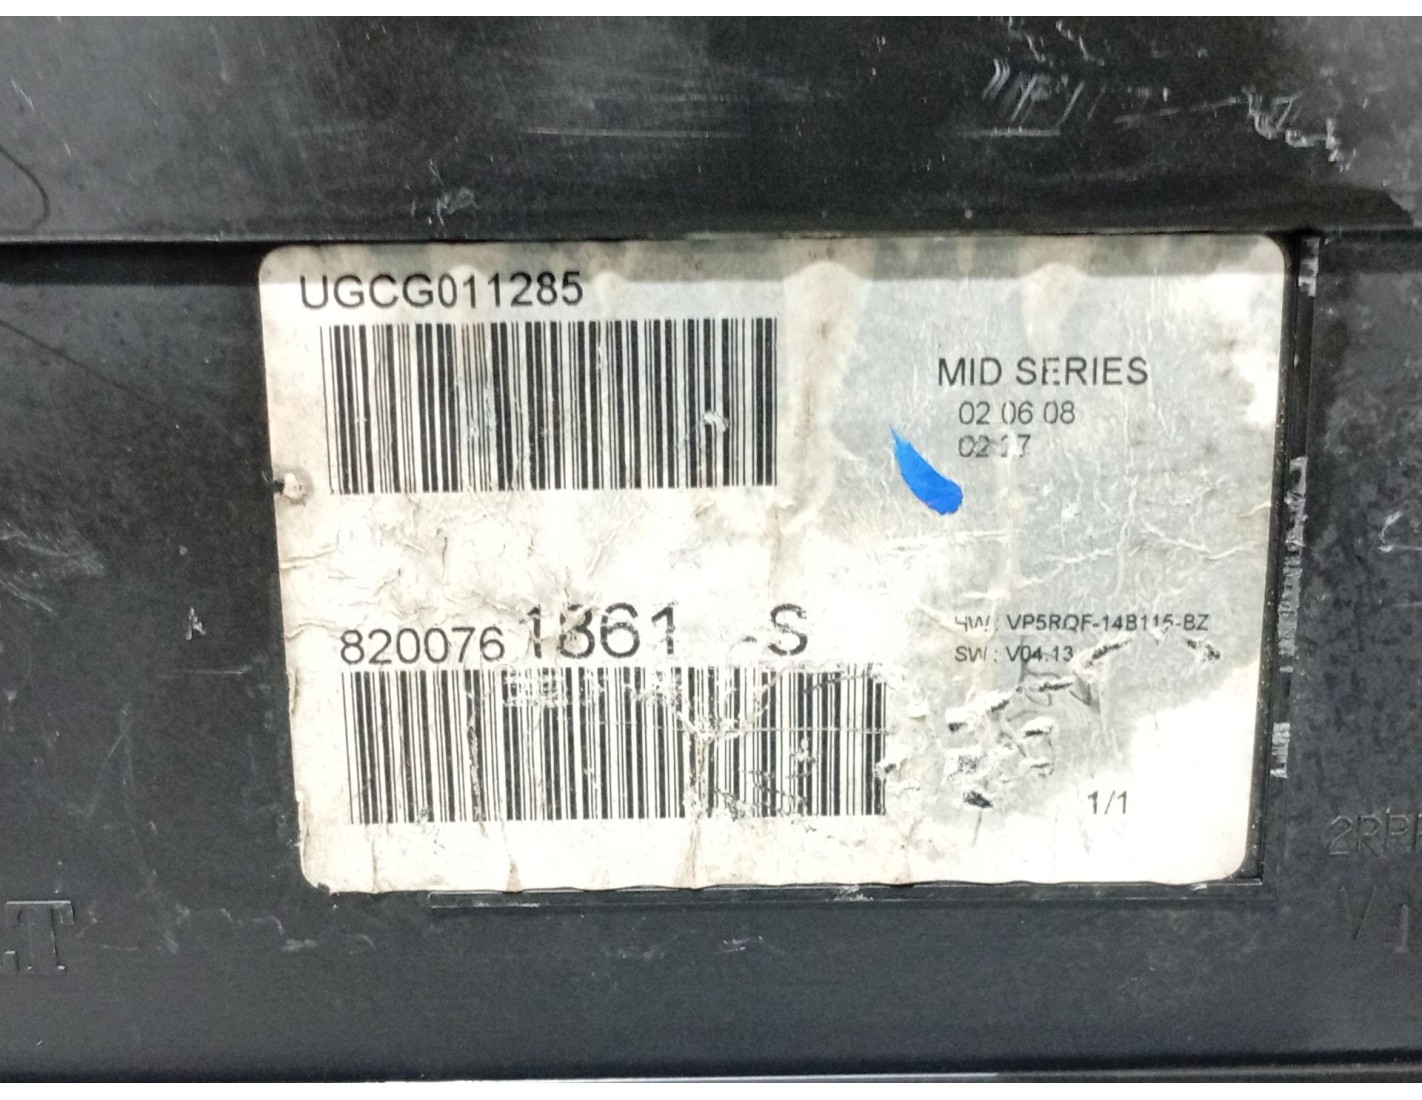 UGCG011285
MID SERIES
02 06 08
820076 1861 -S
HW: VP5RQF-14B115-BZ
SW: V04.13
1/1